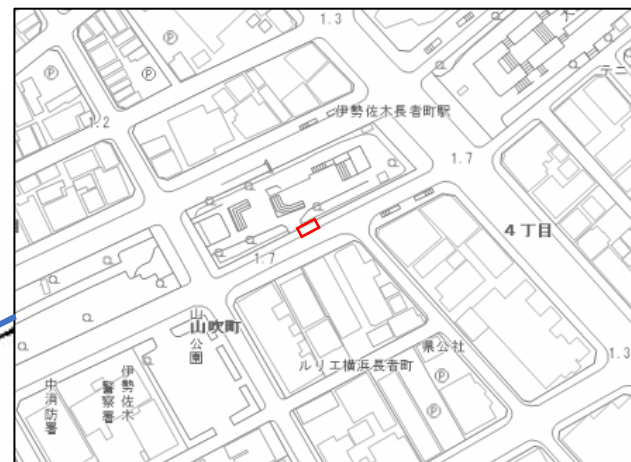 1.3
Ⓟ
Ⓟ
テニ
1.2
伊勢佐木長者町駅
1.7
4丁目
1.7
山吹町
山公園
ルリエ横浜長者町
県公社
1.3
Ⓟ
Ⓟ
中消防署
伊勢佐木
警察署